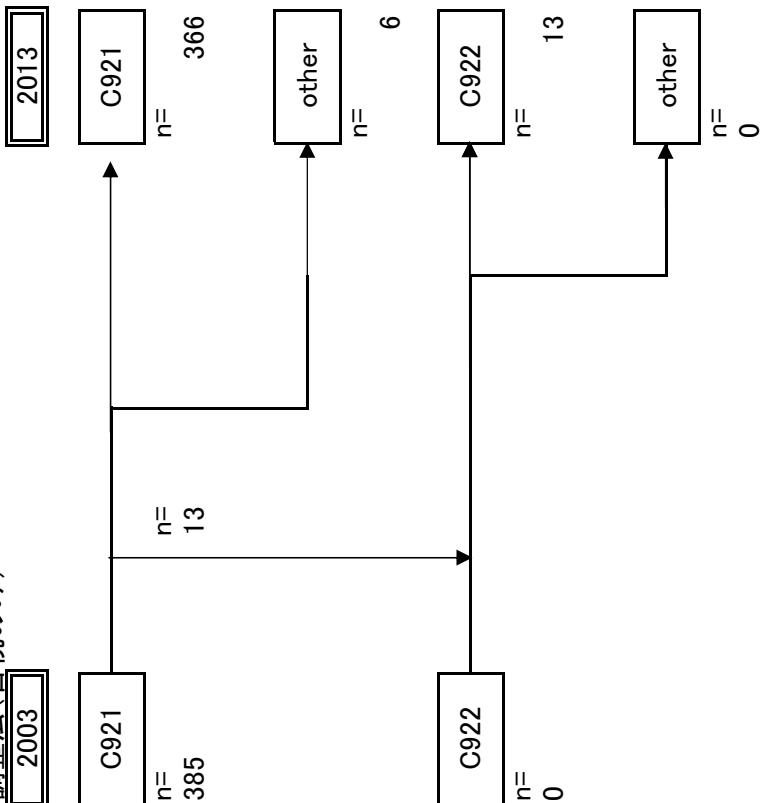 2003 2013
C921 C921
n= n= n=
385 13 366
other
n=
6
C922 C922
n= n=
0 13
other
n=
0